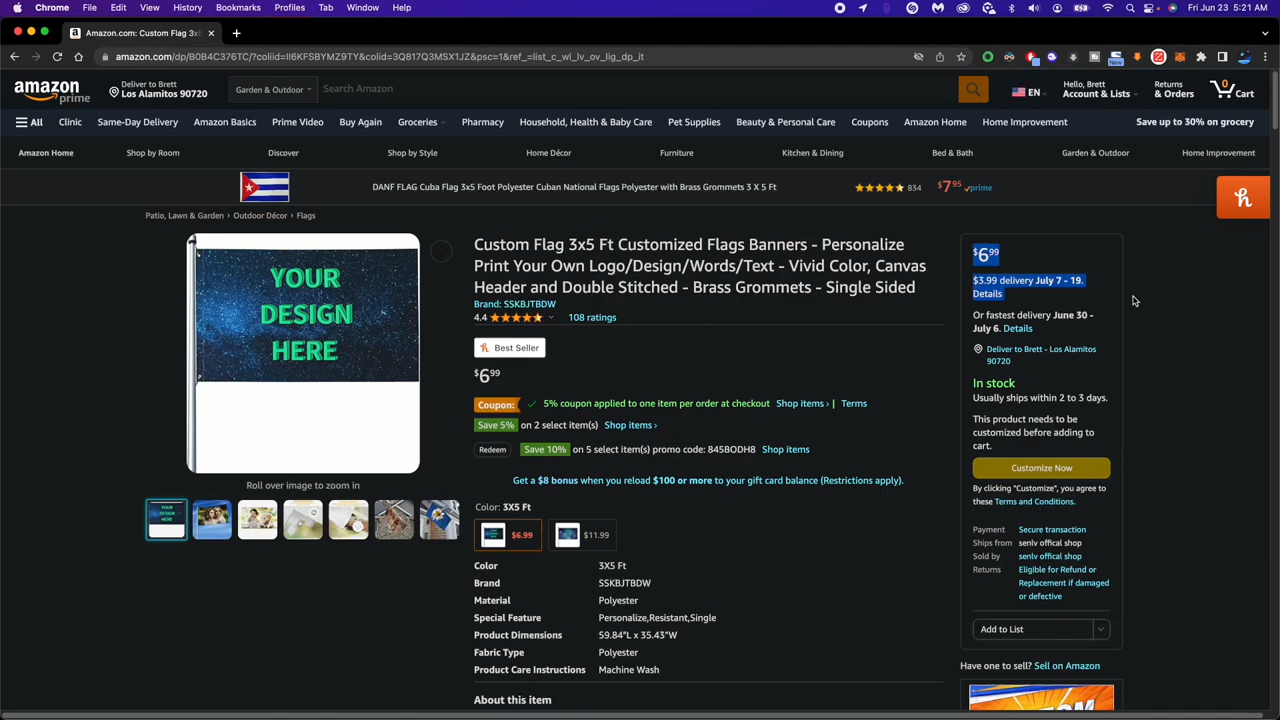 Chrome File Edit View History Bookmarks Profiles Tab Window Help Fri Jun 23 5:21 AM
Amazon.com: Custom Flag 3x5
amazon.com/dp/B0B4C376TC/?coliid=II6KFSBYMZ9TY&colid=3Q817Q3MSX1JZ&psc=1&ref_=list_c_wl_lv_ov_lig_dp_it
New
amazon prime
Deliver to Brett
Los Alamitos 90720
Garden & Outdoor
Search Amazon
EN
Hello, Brett
Account & Lists
Returns
& Orders
0
Cart
All Clinic Same-Day Delivery Amazon Basics Prime Video Buy Again Groceries Pharmacy Household, Health & Baby Care Pet Supplies Beauty & Personal Care Coupons Amazon Home Home Improvement Save up to 30% on grocery
Amazon Home Shop by Room Discover Shop by Style Home Décor Furniture Kitchen & Dining Bed & Bath Garden & Outdoor Home Improvement
DANF FLAG Cuba Flag 3x5 Foot Polyester Cuban National Flags Polyester with Brass Grommets 3 X 5 Ft 834 $7.95 prime
Patio, Lawn & Garden › Outdoor Décor › Flags
YOUR
DESIGN
HERE
Roll over image to zoom in
Custom Flag 3x5 Ft Customized Flags Banners - Personalize
Print Your Own Logo/Design/Words/Text - Vivid Color, Canvas
Header and Double Stitched - Brass Grommets - Single Sided
Brand: SSKBJTBDW
4.4 108 ratings
Best Seller
$6.99
Coupon: 5% coupon applied to one item per order at checkout Shop items › | Terms
Save 5% on 2 select item(s) Shop items ›
Redeem Save 10% on 5 select item(s) promo code: 845BODH8 Shop items
Get a $8 bonus when you reload $100 or more to your gift card balance (Restrictions apply).
Color: 3X5 Ft
$6.99 $11.99
Color 3X5 Ft
Brand SSKBJTBDW
Material Polyester
Special Feature Personalize,Resistant,Single
Product Dimensions 59.84"L x 35.43"W
Fabric Type Polyester
Product Care Instructions Machine Wash
About this item
$6.99
$3.99 delivery July 7 - 19.
Details
Or fastest delivery June 30 -
July 6. Details
Deliver to Brett - Los Alamitos
90720
In stock
Usually ships within 2 to 3 days.
This product needs to be
customized before adding to
cart.
Customize Now
By clicking "Customize", you agree to
these Terms and Conditions.
Payment Secure transaction
Ships from senlv offical shop
Sold by senlv offical shop
Returns Eligible for Refund or
Replacement if damaged
or defective
Add to List
Have one to sell? Sell on Amazon